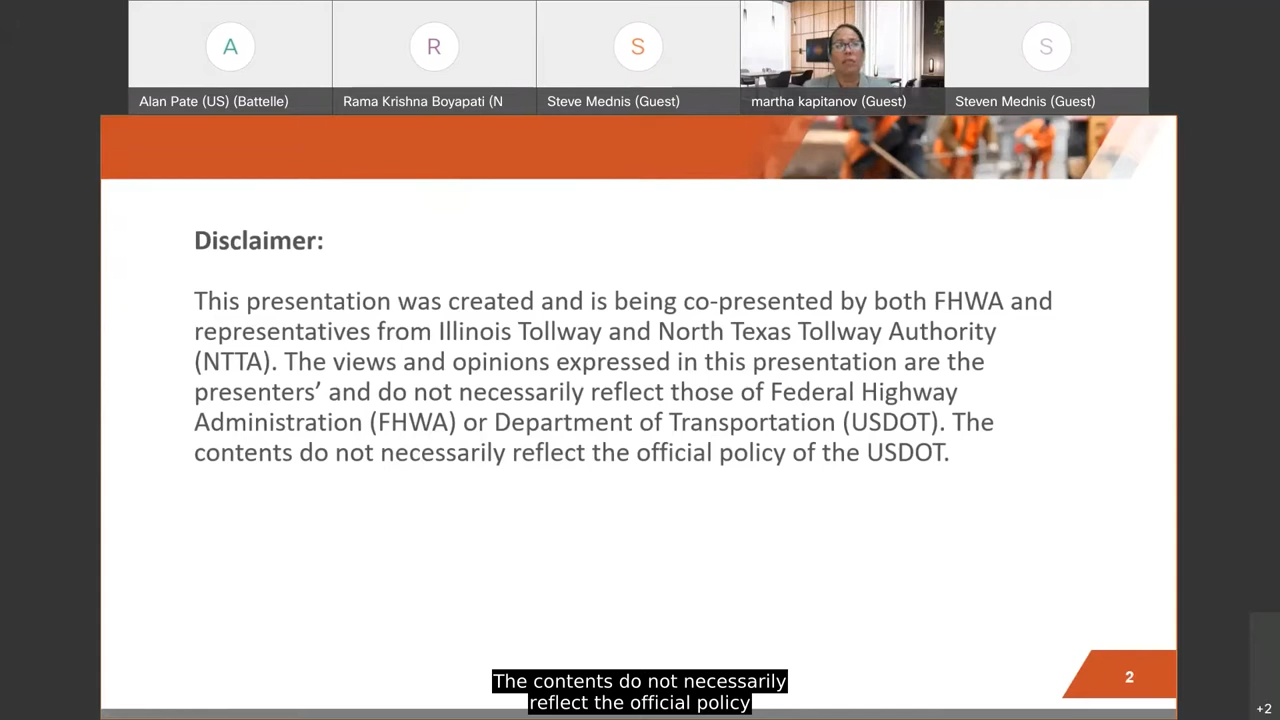 A
R
S
S
Alan Pate (US) (Battelle)
Rama Krishna Boyapati (N
Steve Mednis (Guest)
martha kapitanov (Guest)
Steven Mednis (Guest)
Disclaimer:
This presentation was created and is being co-presented by both FHWA and
representatives from Illinois Tollway and North Texas Tollway Authority
(NTTA). The views and opinions expressed in this presentation are the
presenters’ and do not necessarily reflect those of Federal Highway
Administration (FHWA) or Department of Transportation (USDOT). The
contents do not necessarily reflect the official policy of the USDOT.
2
The contents do not necessarily
reflect the official policy
+2